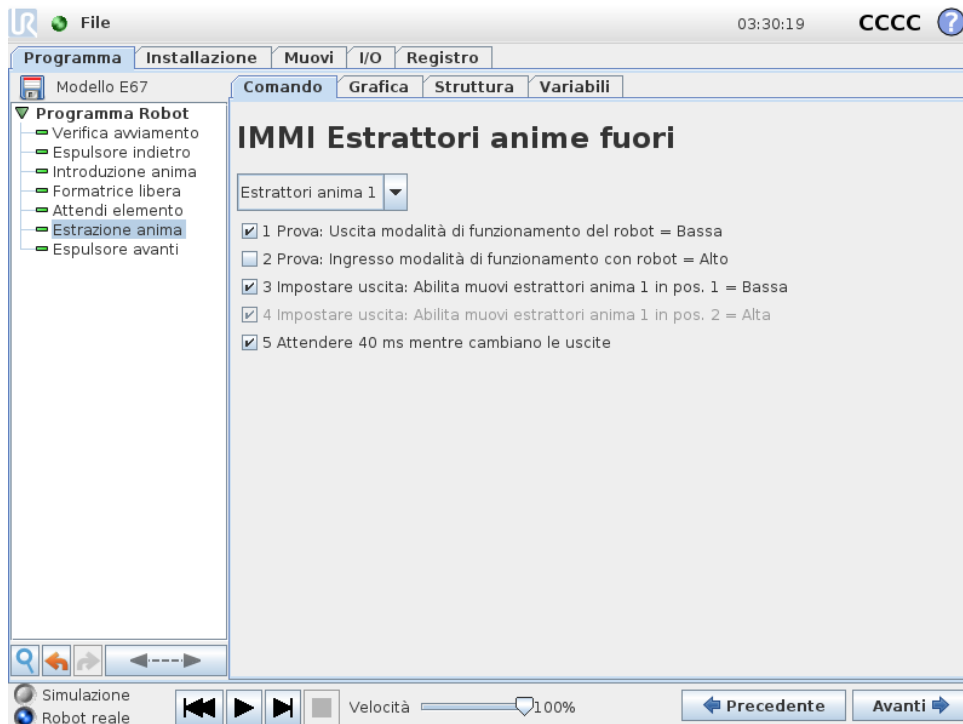 UR File 03:30:19 CCCC ?
Programma Installazione Muovi I/O Registro
Modello E67
Comando Grafica Struttura Variabili
Programma Robot
Verifica avviamento
Espulsore indietro
Introduzione anima
Formatrice libera
Attendi elemento
Estrazione anima
Espulsore avanti
IMMI Estrattori anime fuori
Estrattori anima 1
1 Prova: Uscita modalità di funzionamento del robot = Bassa
2 Prova: Ingresso modalità di funzionamento con robot = Alto
3 Impostare uscita: Abilita muovi estrattori anima 1 in pos. 1 = Bassa
4 Impostare uscita: Abilita muovi estrattori anima 1 in pos. 2 = Alta
5 Attendere 40 ms mentre cambiano le uscite
Simulazione
Robot reale
Velocità 100%
Precedente Avanti